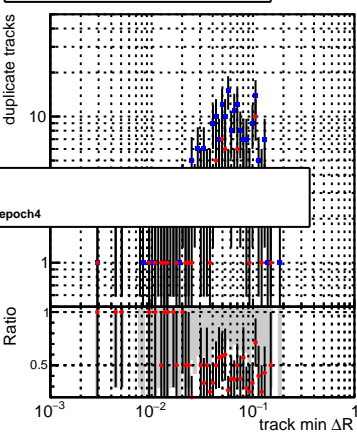 duplicate tracks
10
epoch4
1
Ratio
1
0.5
10⁻³ 10⁻² 10⁻¹ 1
track min ΔR